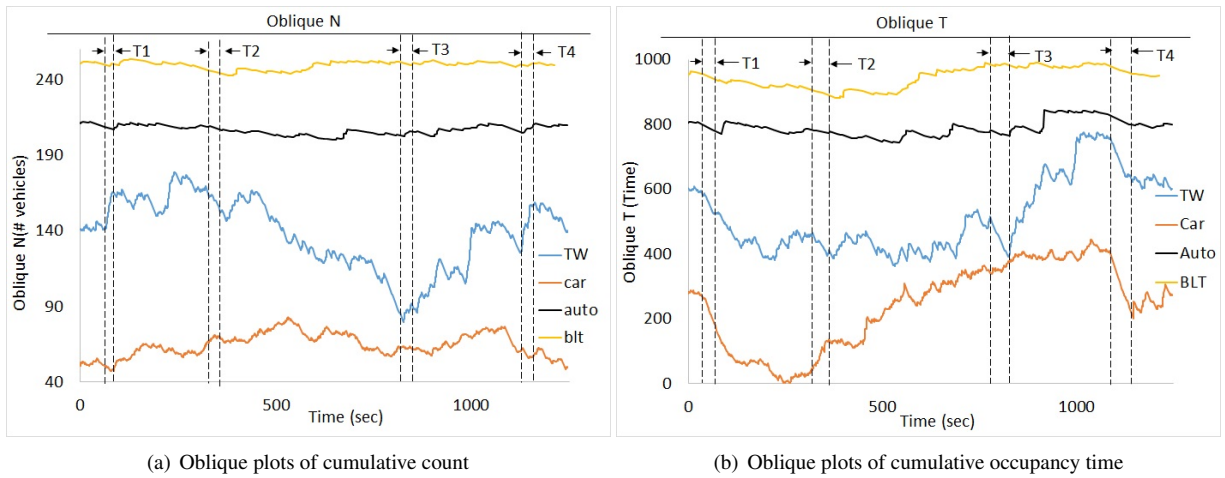 Oblique N
T1
T2
T3
T4
240
190
140
90
40
Oblique N(# vehicles)
TW
car
auto
blt
0
500
1000
Time (sec)
Oblique T
T1
T2
T3
T4
1000
800
600
400
200
0
Oblique T (Time)
TW
Car
Auto
BLT
0
500
1000
Time (sec)
(a) Oblique plots of cumulative count
(b) Oblique plots of cumulative occupancy time